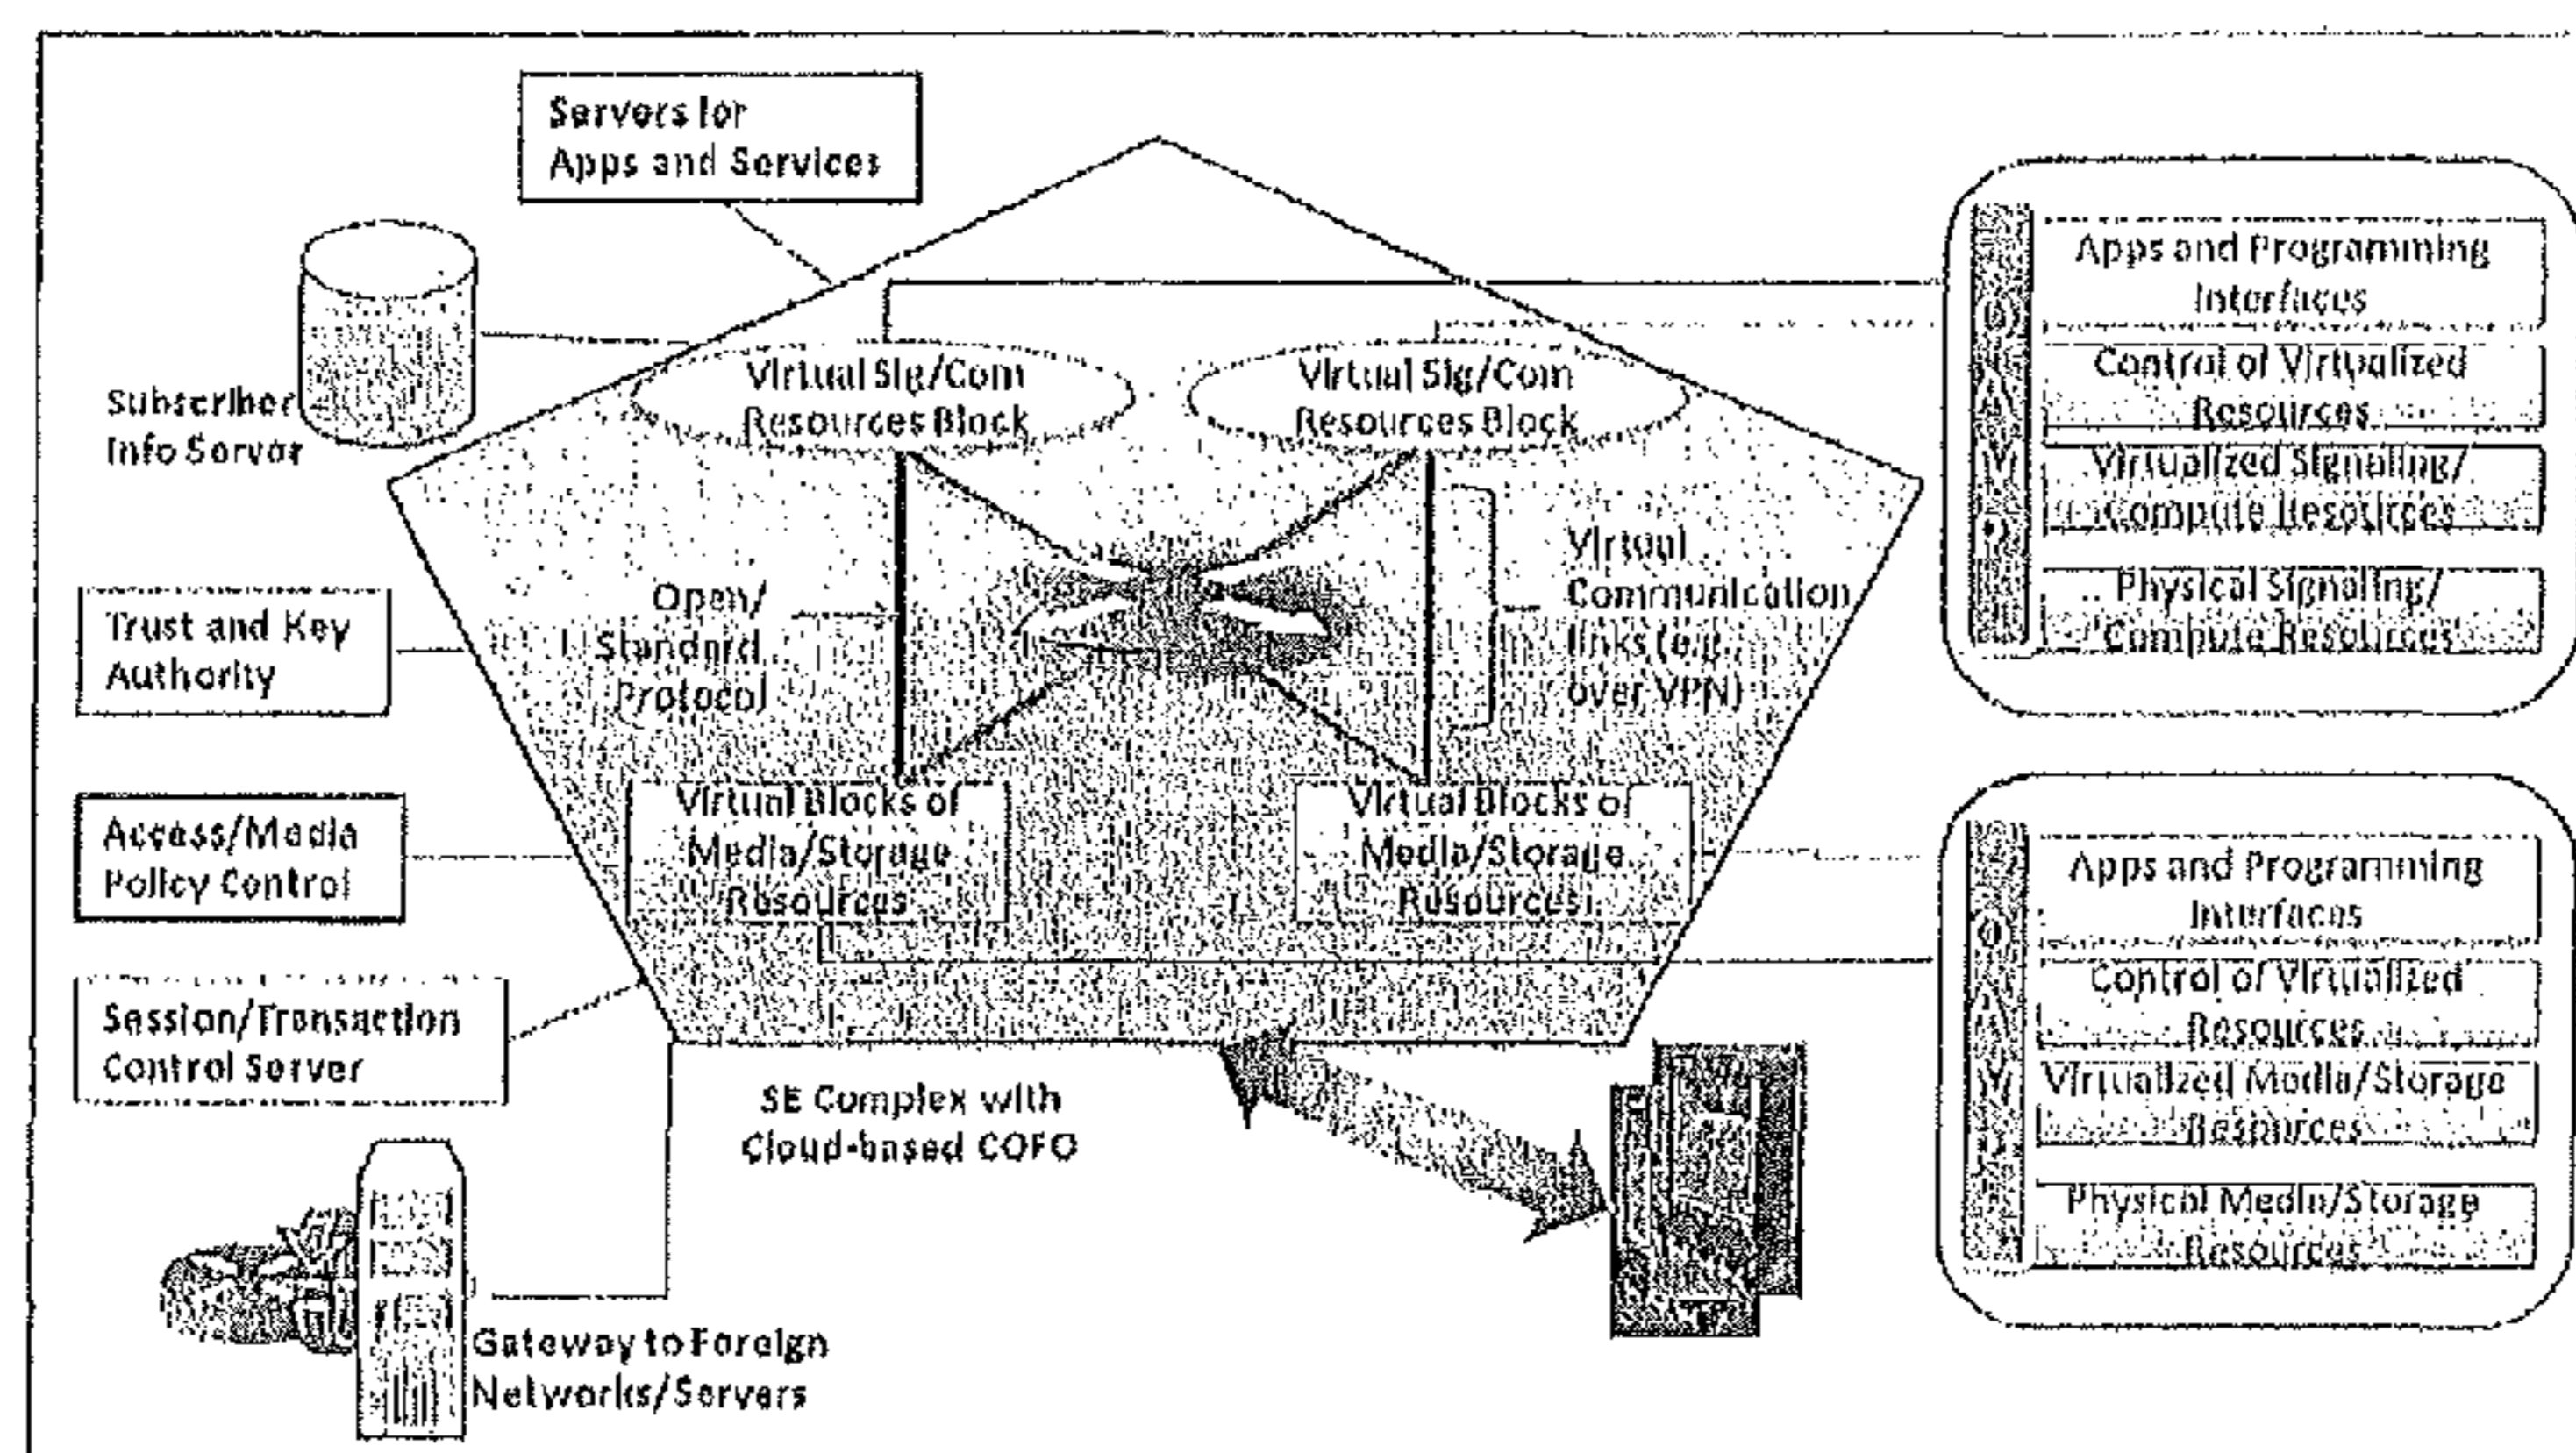 Servers for
Apps and Services
Subscriber
Info Server
Trust and Key
Authority
Access/Media
Policy Control
Session/Transaction
Control Server
Gateway to Foreign
Networks/Servers
Virtual Sig/Com
Resources Block
Virtual Sig/Com
Resources Block
Open/
Standard
Protocol
Virtual
Communication
links (e.g.
over VPN)
Virtual Blocks of
Media/Storage
Resources
Virtual Blocks of
Media/Storage
Resources
SE Complex with
Cloud-based COFO
Apps and Programming
Interfaces
Control of Virtualized
Resources
Virtualized Signaling/
Compute Resources
Physical Signaling/
Compute Resources
Apps and Programming
Interfaces
Control of Virtualized
Resources
Virtualized Media/Storage
Resources
Physical Media/Storage
Resources